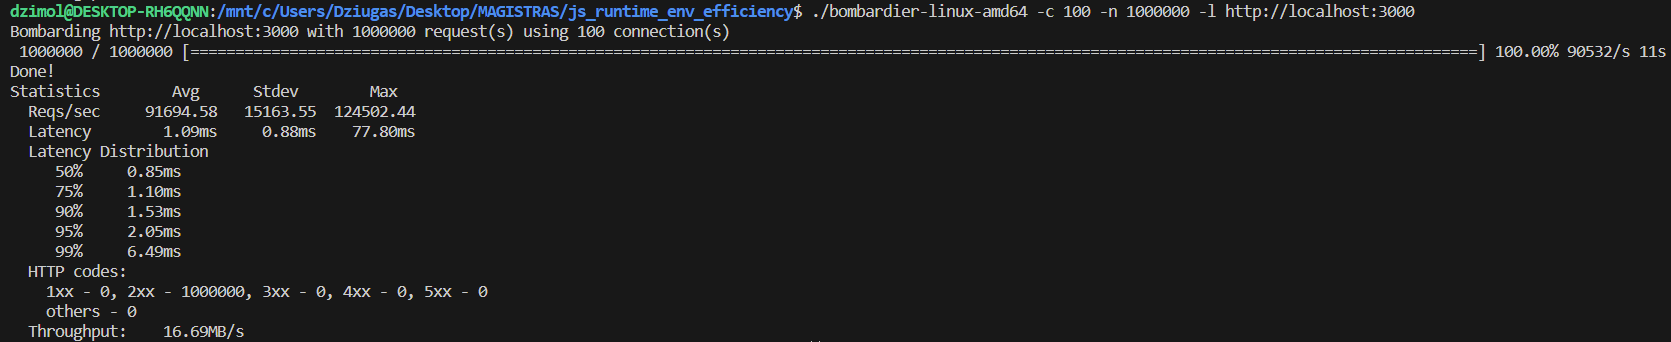 dzimol@DESKTOP-RH6QQNN:/mnt/c/Users/Dziugas/Desktop/MAGISTRAS/js_runtime_env_efficiency$ ./bombardier-linux-amd64 -c 100 -n 1000000 -l http://localhost:3000
Bombarding http://localhost:3000 with 1000000 request(s) using 100 connection(s)
 1000000 / 1000000 [==============================================================================================================================================] 100.00% 90532/s 11s
Done!
Statistics        Avg      Stdev        Max
  Reqs/sec     91694.58   15163.55  124502.44
  Latency        1.09ms     0.88ms    77.80ms
  Latency Distribution
     50%     0.85ms
     75%     1.10ms
     90%     1.53ms
     95%     2.05ms
     99%     6.49ms
  HTTP codes:
    1xx - 0, 2xx - 1000000, 3xx - 0, 4xx - 0, 5xx - 0
    others - 0
  Throughput:    16.69MB/s